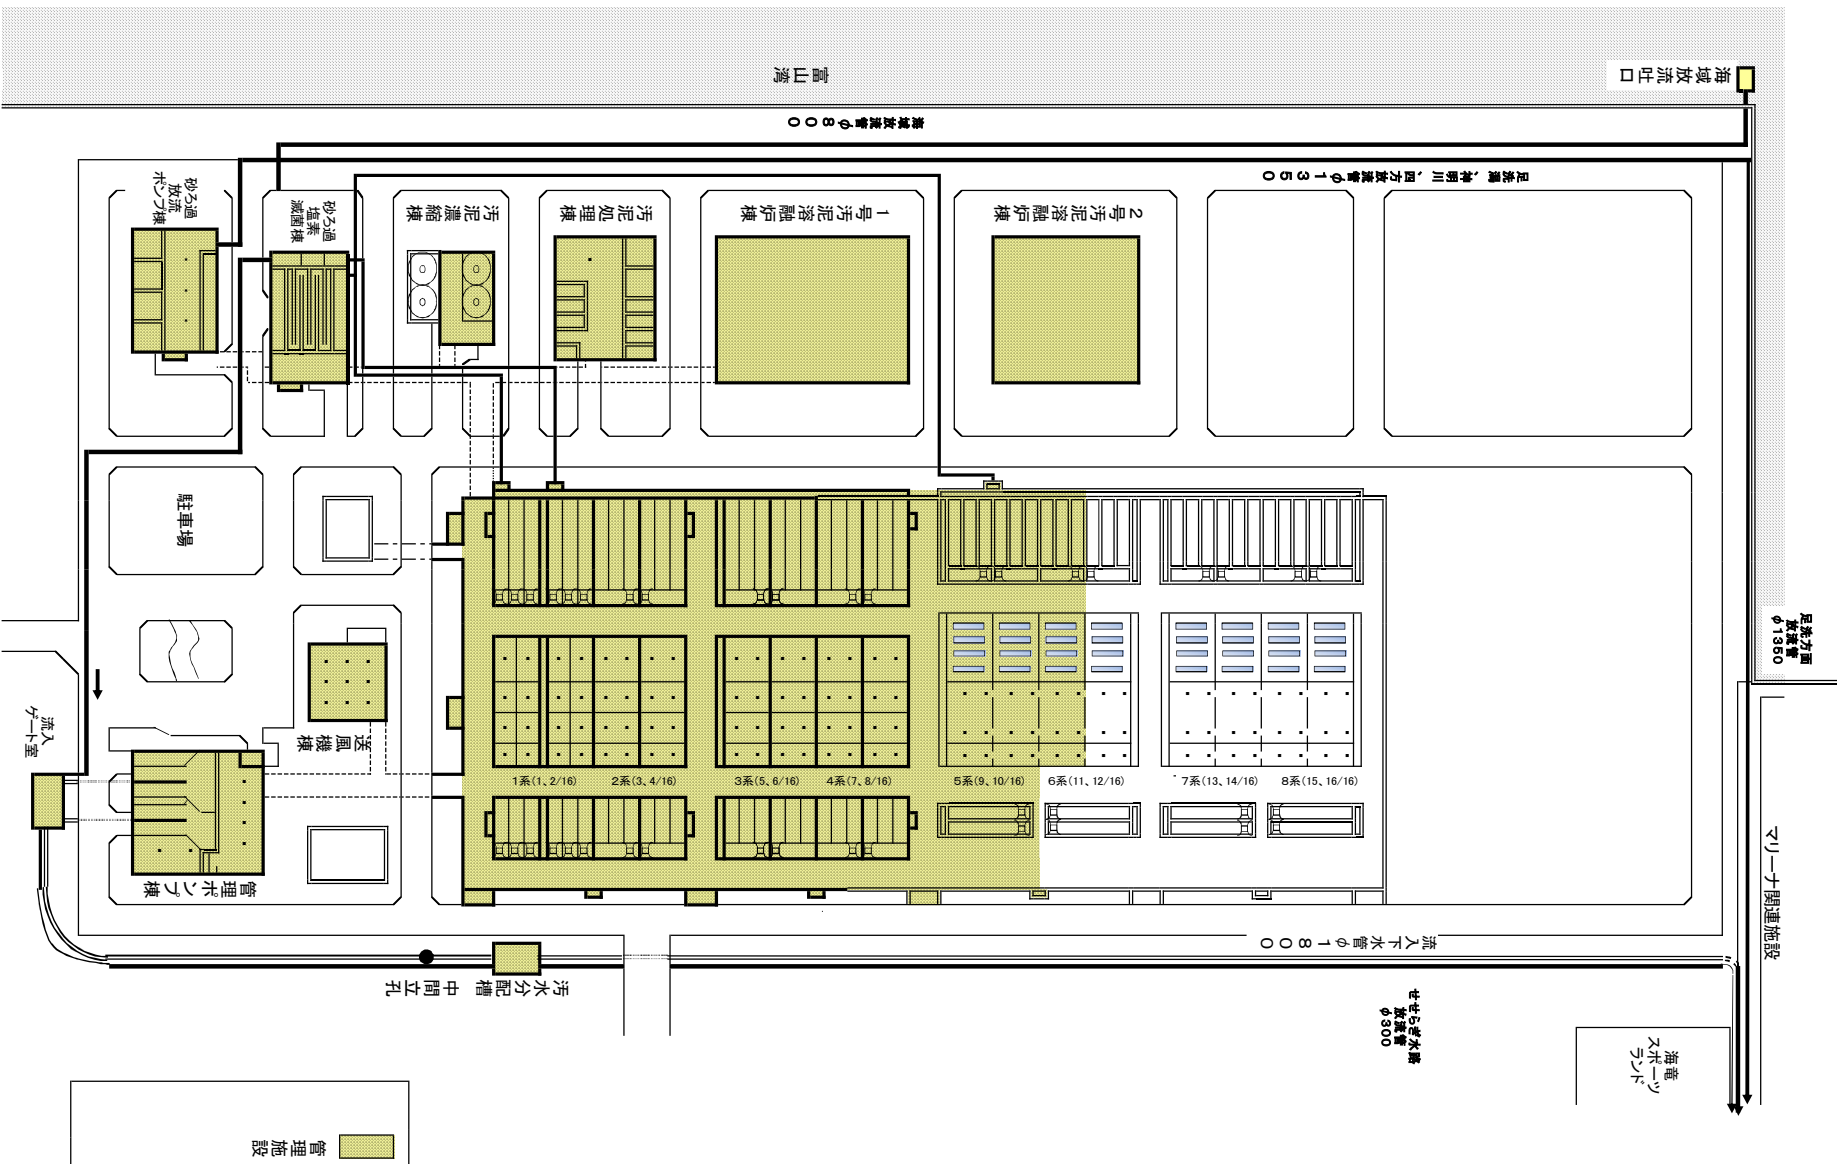 富山湾
海域放流吐口
海域放流管φ800
足洗潟、神明川、四方放流管φ1350
砂ろ過
放流
ポンプ棟
砂ろ過
塩素
滅菌棟
汚泥濃縮棟
汚泥処理棟
1号汚泥溶融炉棟
2号汚泥溶融炉棟
駐車場
足洗方面
放流管
φ1350
流入
ゲート室
送風機棟
1系(1、2/16)
2系(3、4/16)
3系(5、6/16)
4系(7、8/16)
5系(9、10/16)
6系(11、12/16)
7系(13、14/16)
8系(15、16/16)
管理ポンプ棟
マリーナ関連施設
流入下水管φ1800
汚水分配槽 中間立孔
せせらぎ水路
放流管
φ300
海竜
スポーツ
ランド
管理施設